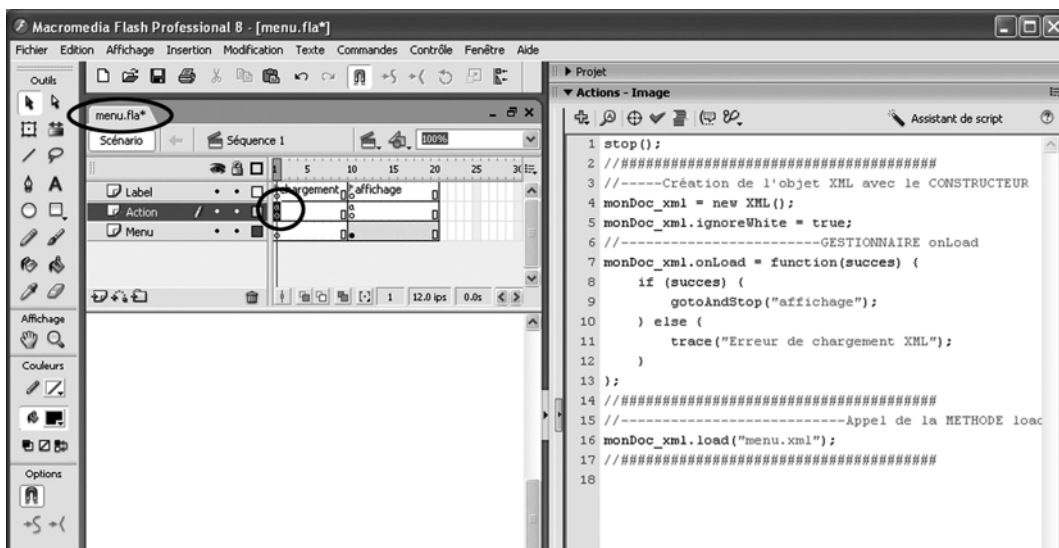 Macromedia Flash Professional 8 - [menu.fla*]
Fichier Edition Affichage Insertion Modification Texte Commandes Contrôle Fenêtre Aide
Outils
Affichage
Couleurs
Options
menu.fla*
Scénario Séquence 1 100%
1 5 10 15 20 25 30
Label chargement affichage
Action
Menu
1 12.0 ips 0.0s
Projet
Actions - Image
Assistant de script
1 stop();
2 //######################################
3 //-----Création de l'objet XML avec le CONSTRUCTEUR
4 monDoc_xml = new XML();
5 monDoc_xml.ignoreWhite = true;
6 //------------------------GESTIONNAIRE onLoad
7 monDoc_xml.onLoad = function(succes) {
8 if (succes) {
9 gotoAndStop("affichage");
10 } else {
11 trace("Erreur de chargement XML");
12 }
13 };
14 //######################################
15 //---------------------------Appel de la METHODE load
16 monDoc_xml.load("menu.xml");
17 //######################################
18